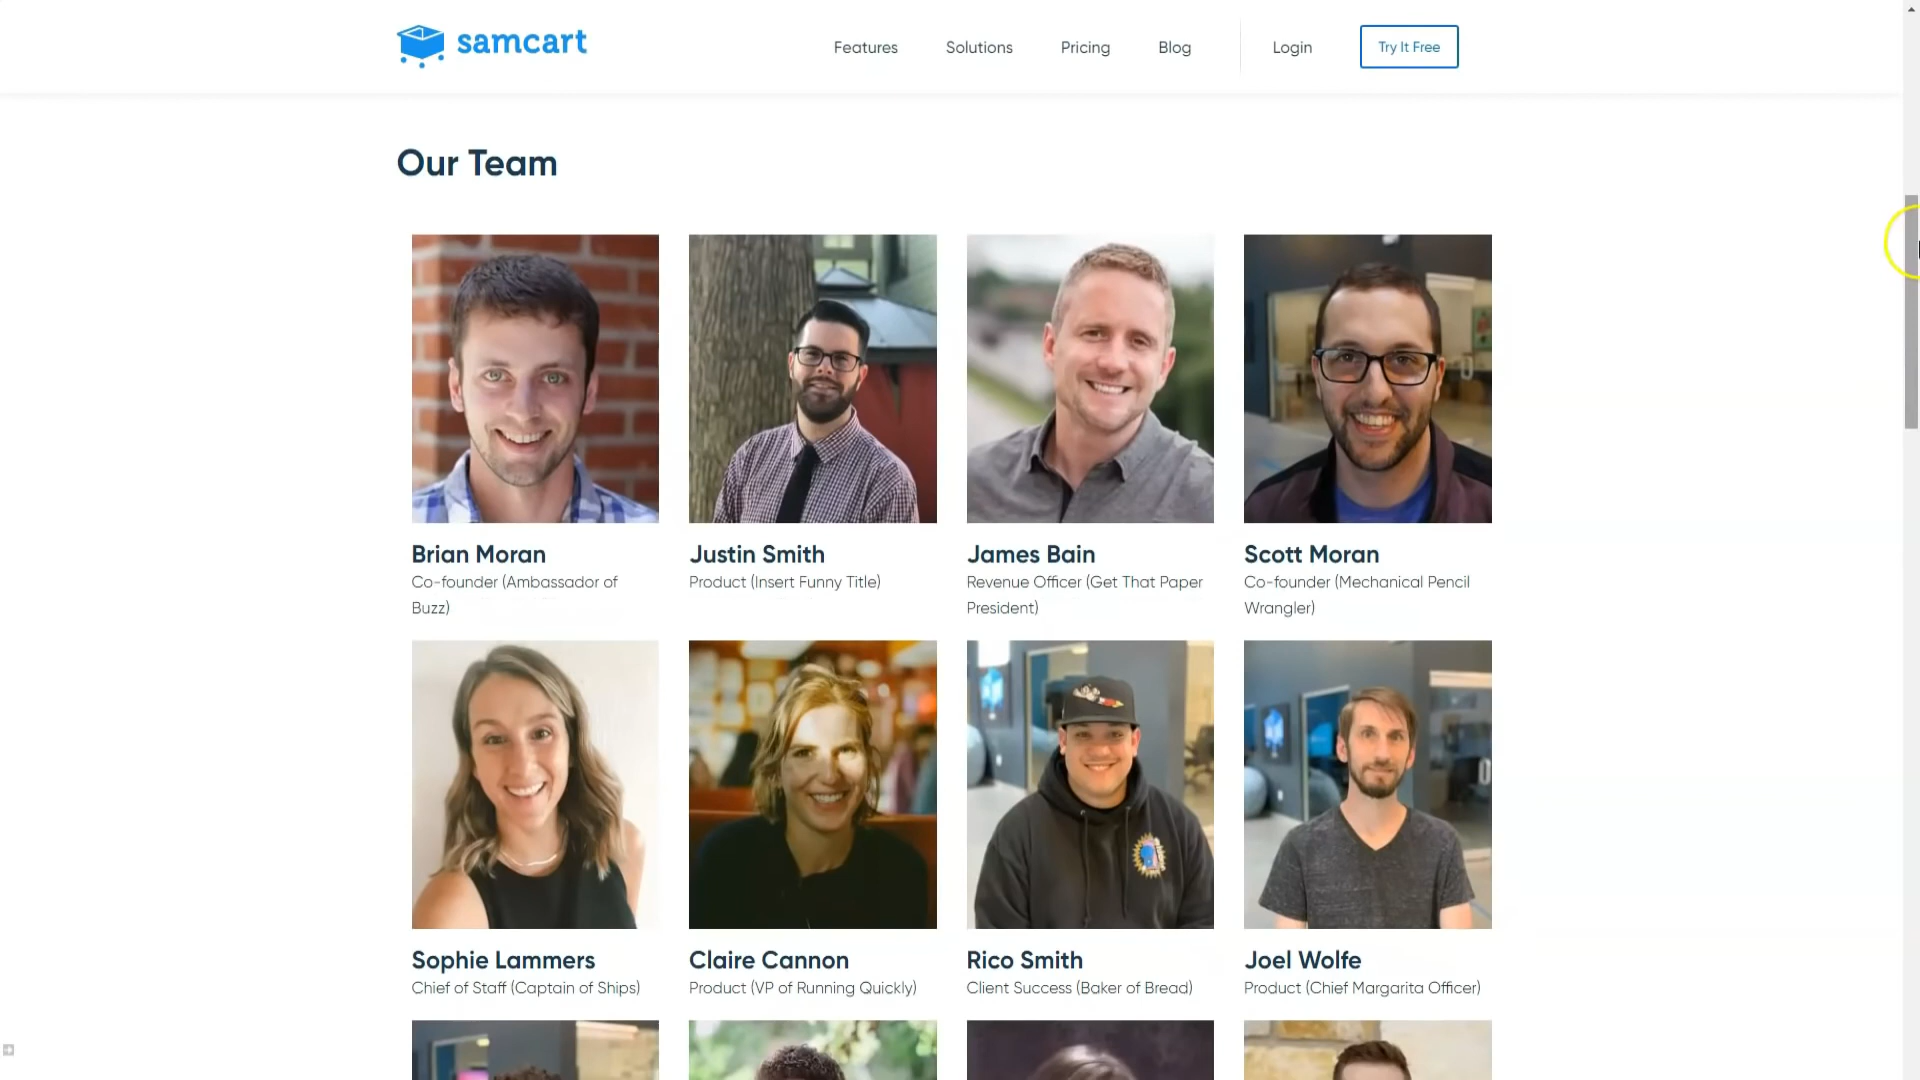 samcart
Features
Solutions
Pricing
Blog
Login
Try It Free
Our Team
Brian Moran
Co-founder (Ambassador of
Buzz)
Justin Smith
Product (Insert Funny Title)
James Bain
Revenue Officer (Get That Paper
President)
Scott Moran
Co-founder (Mechanical Pencil
Wrangler)
Sophie Lammers
Chief of Staff (Captain of Ships)
Claire Cannon
Product (VP of Running Quickly)
Rico Smith
Client Success (Baker of Bread)
Joel Wolfe
Product (Chief Margarita Officer)